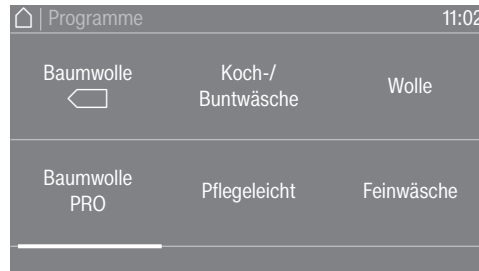 Programme 11:02
Baumwolle
Koch-/
Buntwäsche
Wolle
Baumwolle
PRO
Pflegeleicht
Feinwäsche